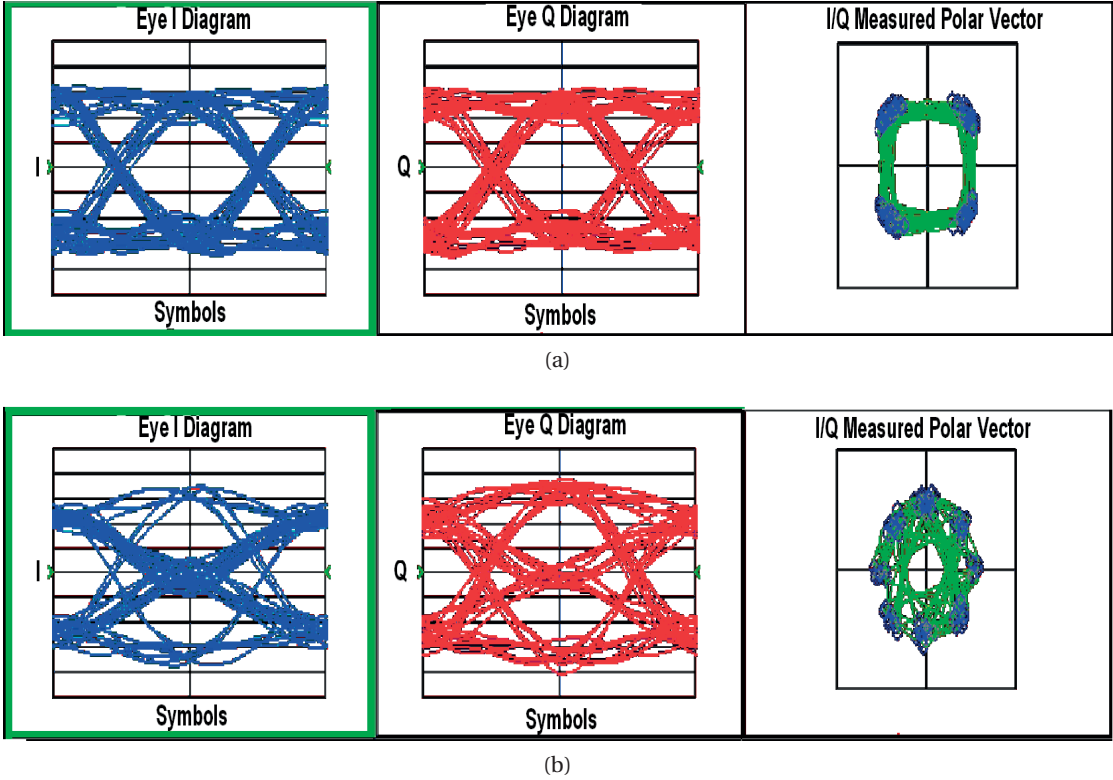 Eye I Diagram
Eye Q Diagram
I/Q Measured Polar Vector
I
Q
Symbols
Symbols
(a)
Eye I Diagram
Eye Q Diagram
I/Q Measured Polar Vector
I
Q
Symbols
Symbols
(b)